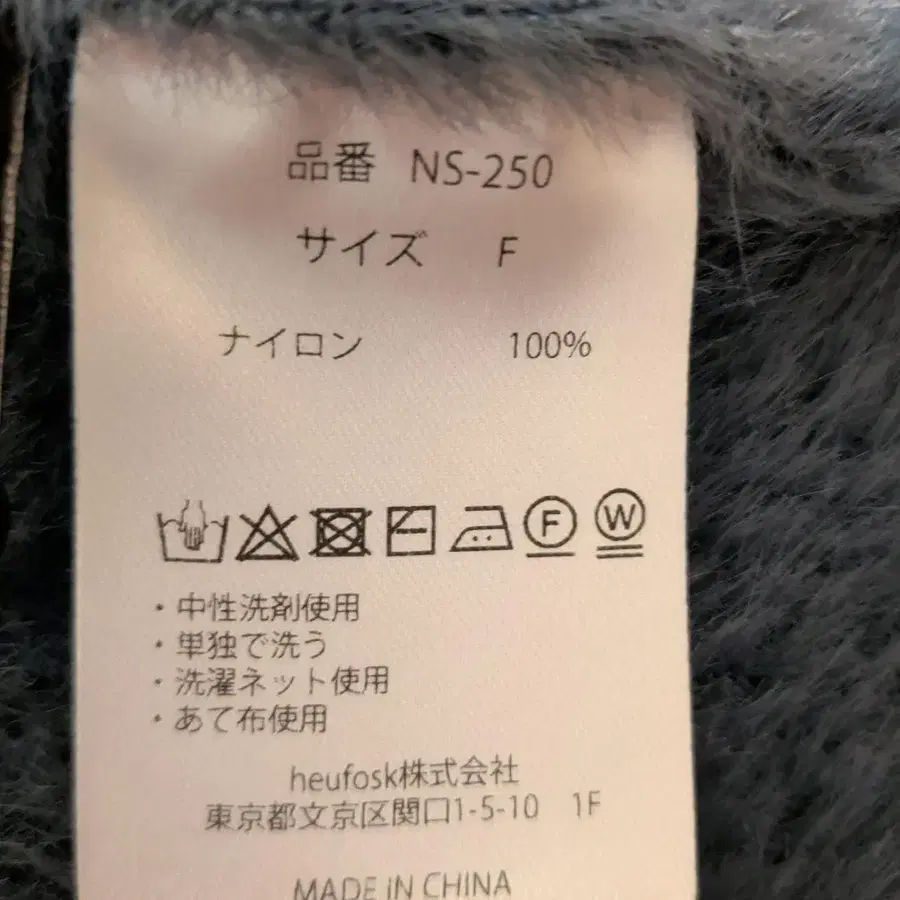 品番 NS-250
サイズ F
ナイロン 100%
F W
・中性洗剤使用
・単独で洗う
・洗濯ネット使用
・あて布使用
heufosk株式会社
東京都文京区関口1-5-10 1F
MADE IN CHINA